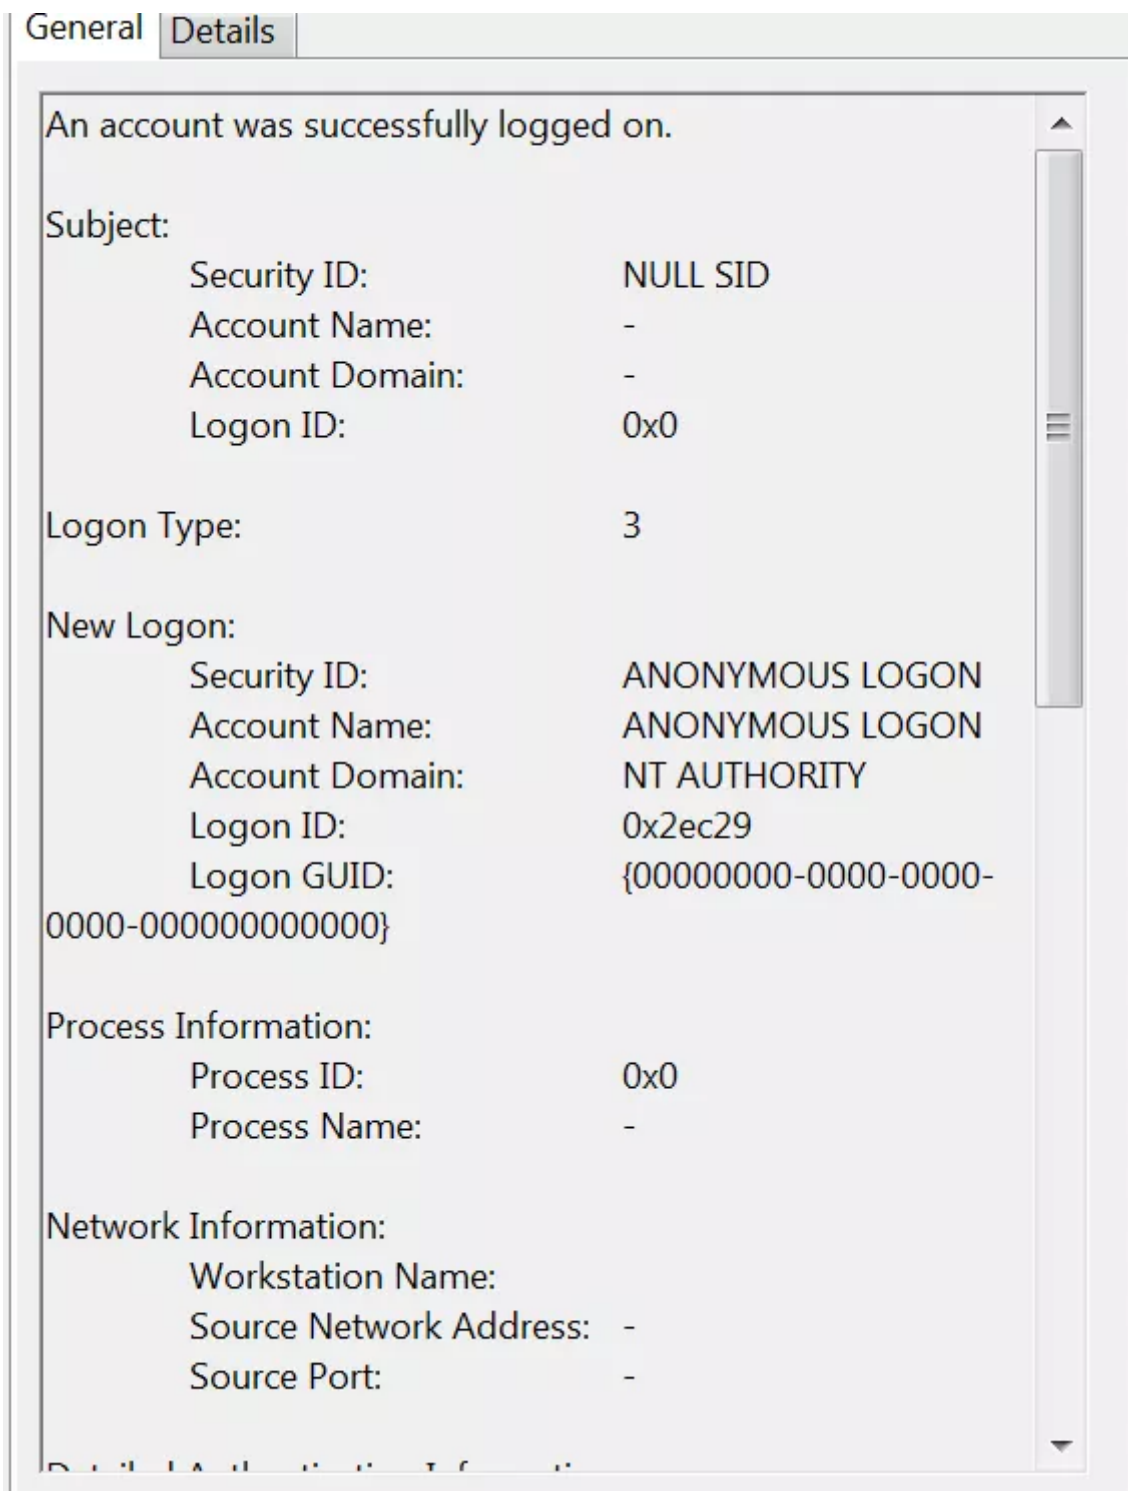 General Details
An account was successfully logged on.
Subject:
Security ID: NULL SID
Account Name: -
Account Domain: -
Logon ID: 0x0
Logon Type: 3
New Logon:
Security ID: ANONYMOUS LOGON
Account Name: ANONYMOUS LOGON
Account Domain: NT AUTHORITY
Logon ID: 0x2ec29
Logon GUID: {00000000-0000-0000-
0000-000000000000}
Process Information:
Process ID: 0x0
Process Name: -
Network Information:
Workstation Name:
Source Network Address: -
Source Port: -